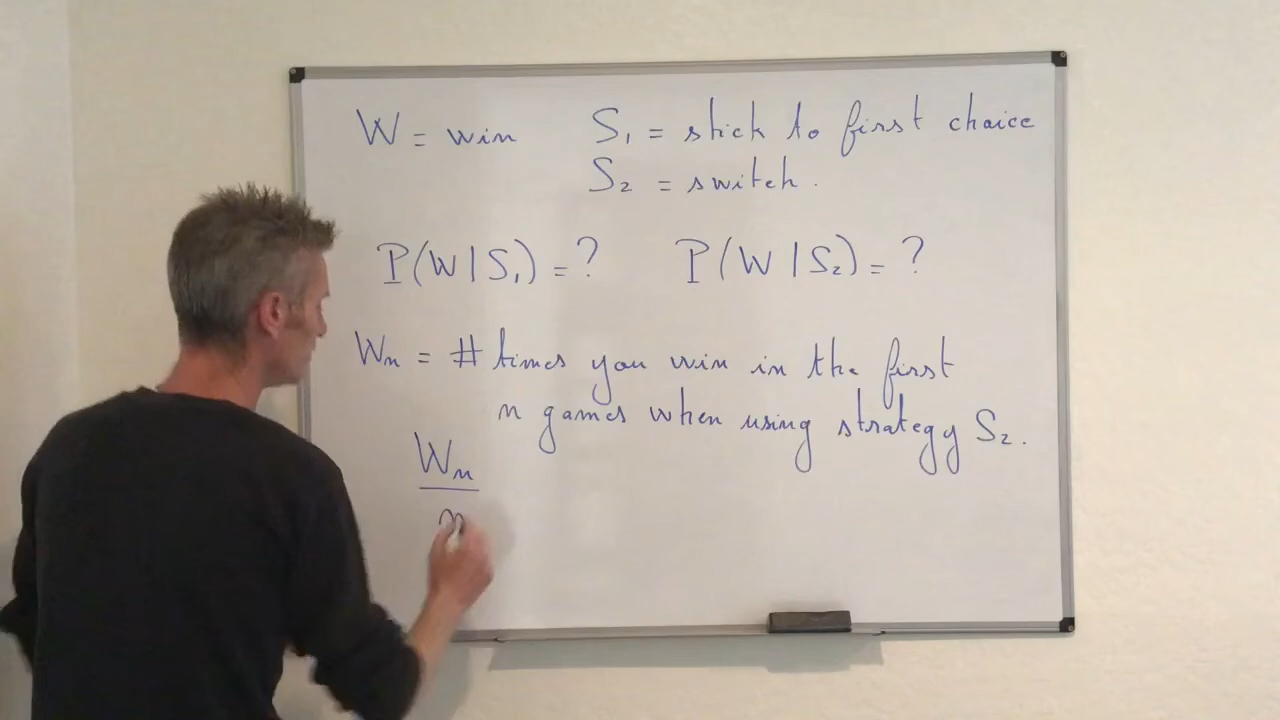 W = win S₁ = stick to first choice
S₂ = switch.
P(W|S₁) = ? P(W|S₂) = ?
Wn = # times you win in the first
n games when using strategy S₂.
Wn
n